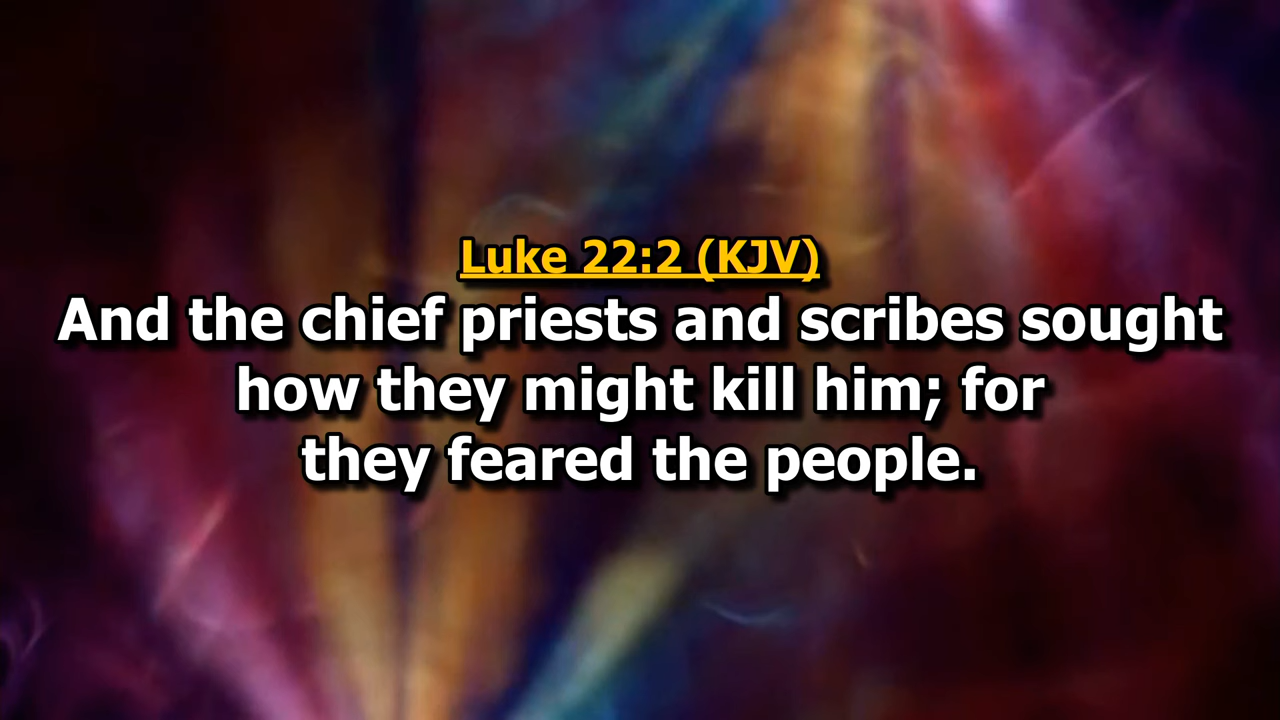 Luke 22:2 (KJV)
And the chief priests and scribes sought
how they might kill him; for
they feared the people.